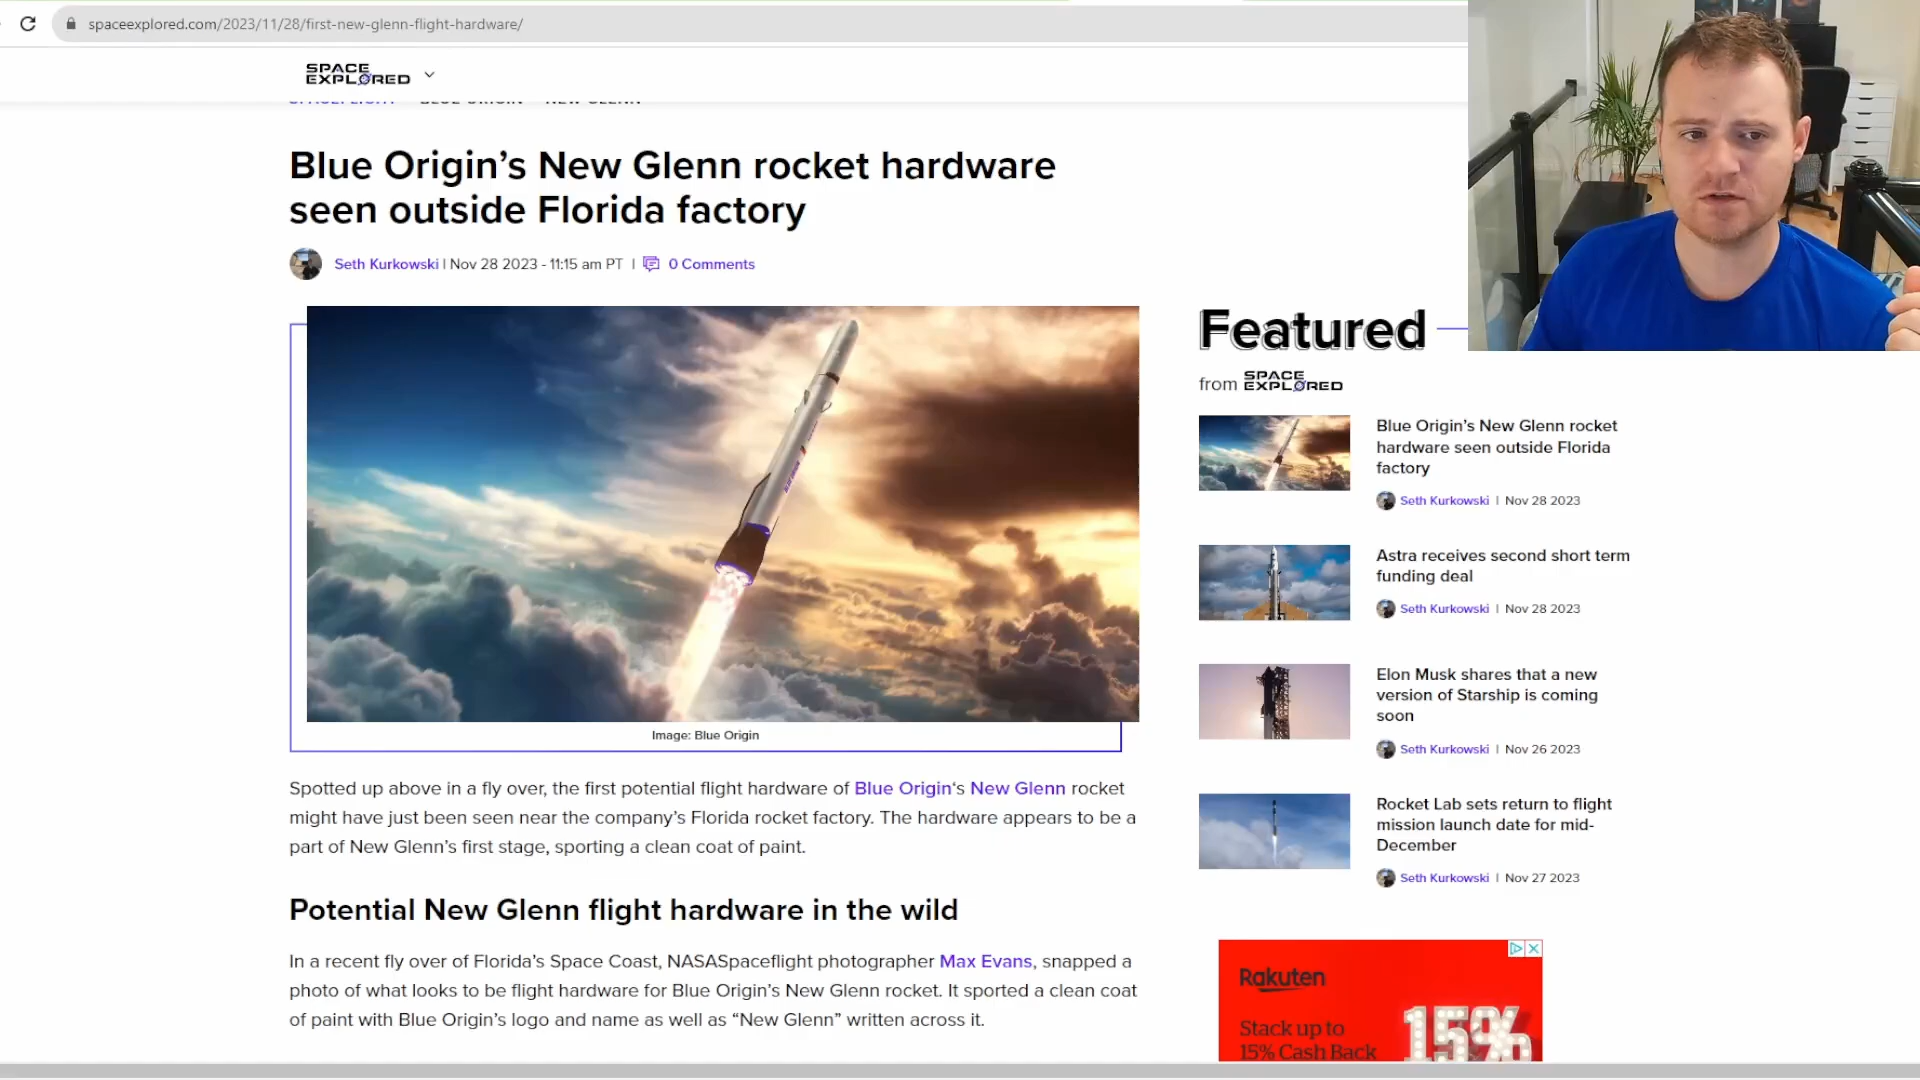 spaceexplored.com/2023/11/28/first-new-glenn-flight-hardware/
SPACE
EXPLORED
SPACEFLIGHT BLUE ORIGIN NEW GLENN
Blue Origin’s New Glenn rocket hardware
seen outside Florida factory
Seth Kurkowski | Nov 28 2023 - 11:15 am PT | 0 Comments
Image: Blue Origin
Spotted up above in a fly over, the first potential flight hardware of Blue Origin‘s New Glenn rocket
might have just been seen near the company’s Florida rocket factory. The hardware appears to be a
part of New Glenn’s first stage, sporting a clean coat of paint.
Potential New Glenn flight hardware in the wild
In a recent fly over of Florida’s Space Coast, NASASpaceflight photographer Max Evans, snapped a
photo of what looks to be flight hardware for Blue Origin’s New Glenn rocket. It sported a clean coat
of paint with Blue Origin’s logo and name as well as “New Glenn” written across it.
Featured
from SPACE
EXPLORED
Blue Origin’s New Glenn rocket
hardware seen outside Florida
factory
Seth Kurkowski | Nov 28 2023
Astra receives second short term
funding deal
Seth Kurkowski | Nov 28 2023
Elon Musk shares that a new
version of Starship is coming
soon
Seth Kurkowski | Nov 26 2023
Rocket Lab sets return to flight
mission launch date for mid-
December
Seth Kurkowski | Nov 27 2023
Rakuten
Stack up to
15% Cash Back
15%